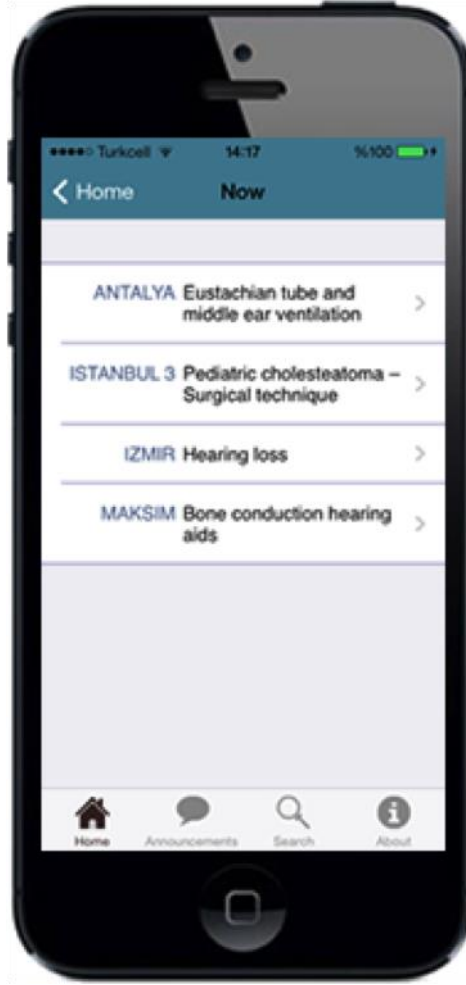 Turkcell 14:17 %100
Home Now
ANTALYA Eustachian tube and
middle ear ventilation
ISTANBUL 3 Pediatric cholesteatoma –
Surgical technique
IZMIR Hearing loss
MAKSIM Bone conduction hearing
aids
Home Announcements Search About